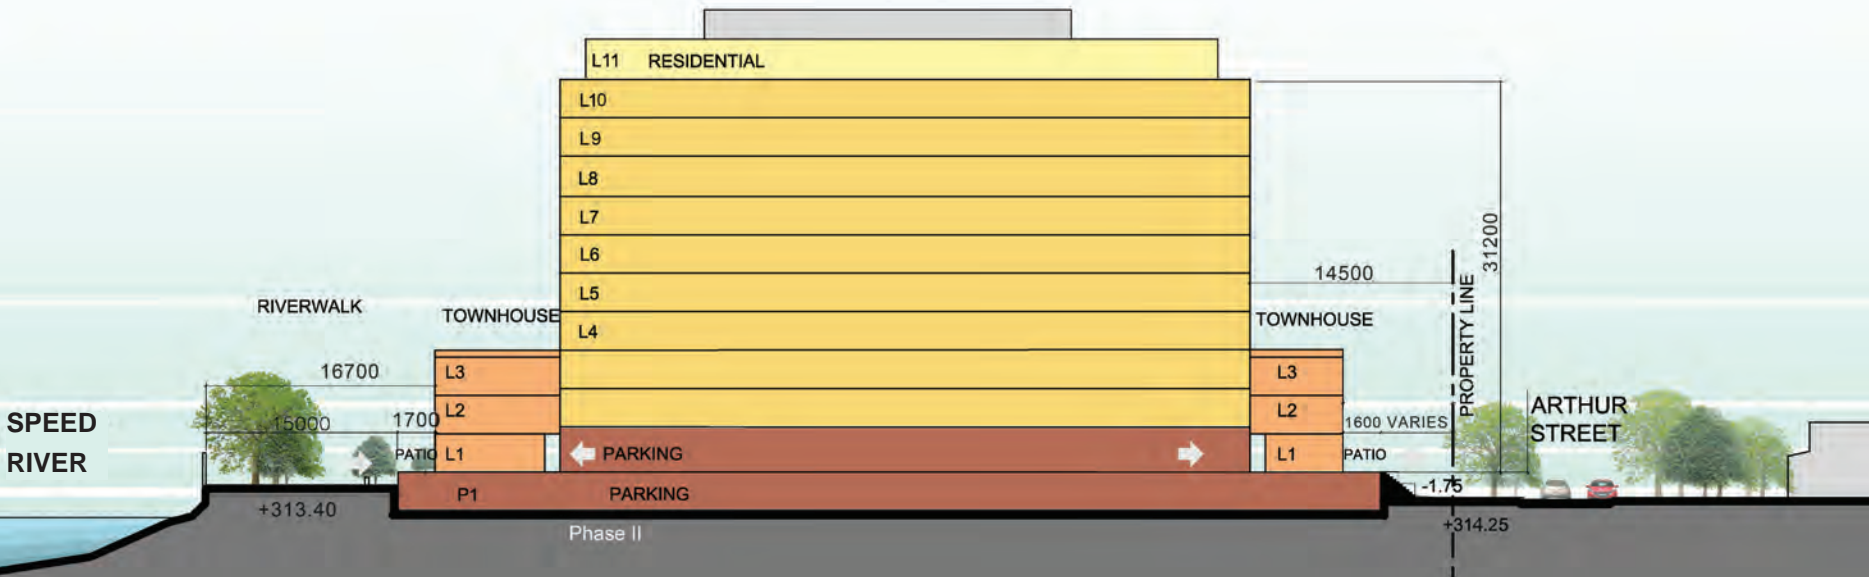 L11 RESIDENTIAL
L10
L9
L8
L7
L6
L5
L4
31200
14500
PROPERTY LINE
RIVERWALK
TOWNHOUSE
TOWNHOUSE
16700
L3
L3
SPEED
RIVER
15000
1700
L2
L2
1600 VARIES
ARTHUR
STREET
PATIO
L1
PARKING
L1
PATIO
P1
PARKING
-1.75
+313.40
Phase II
+314.25